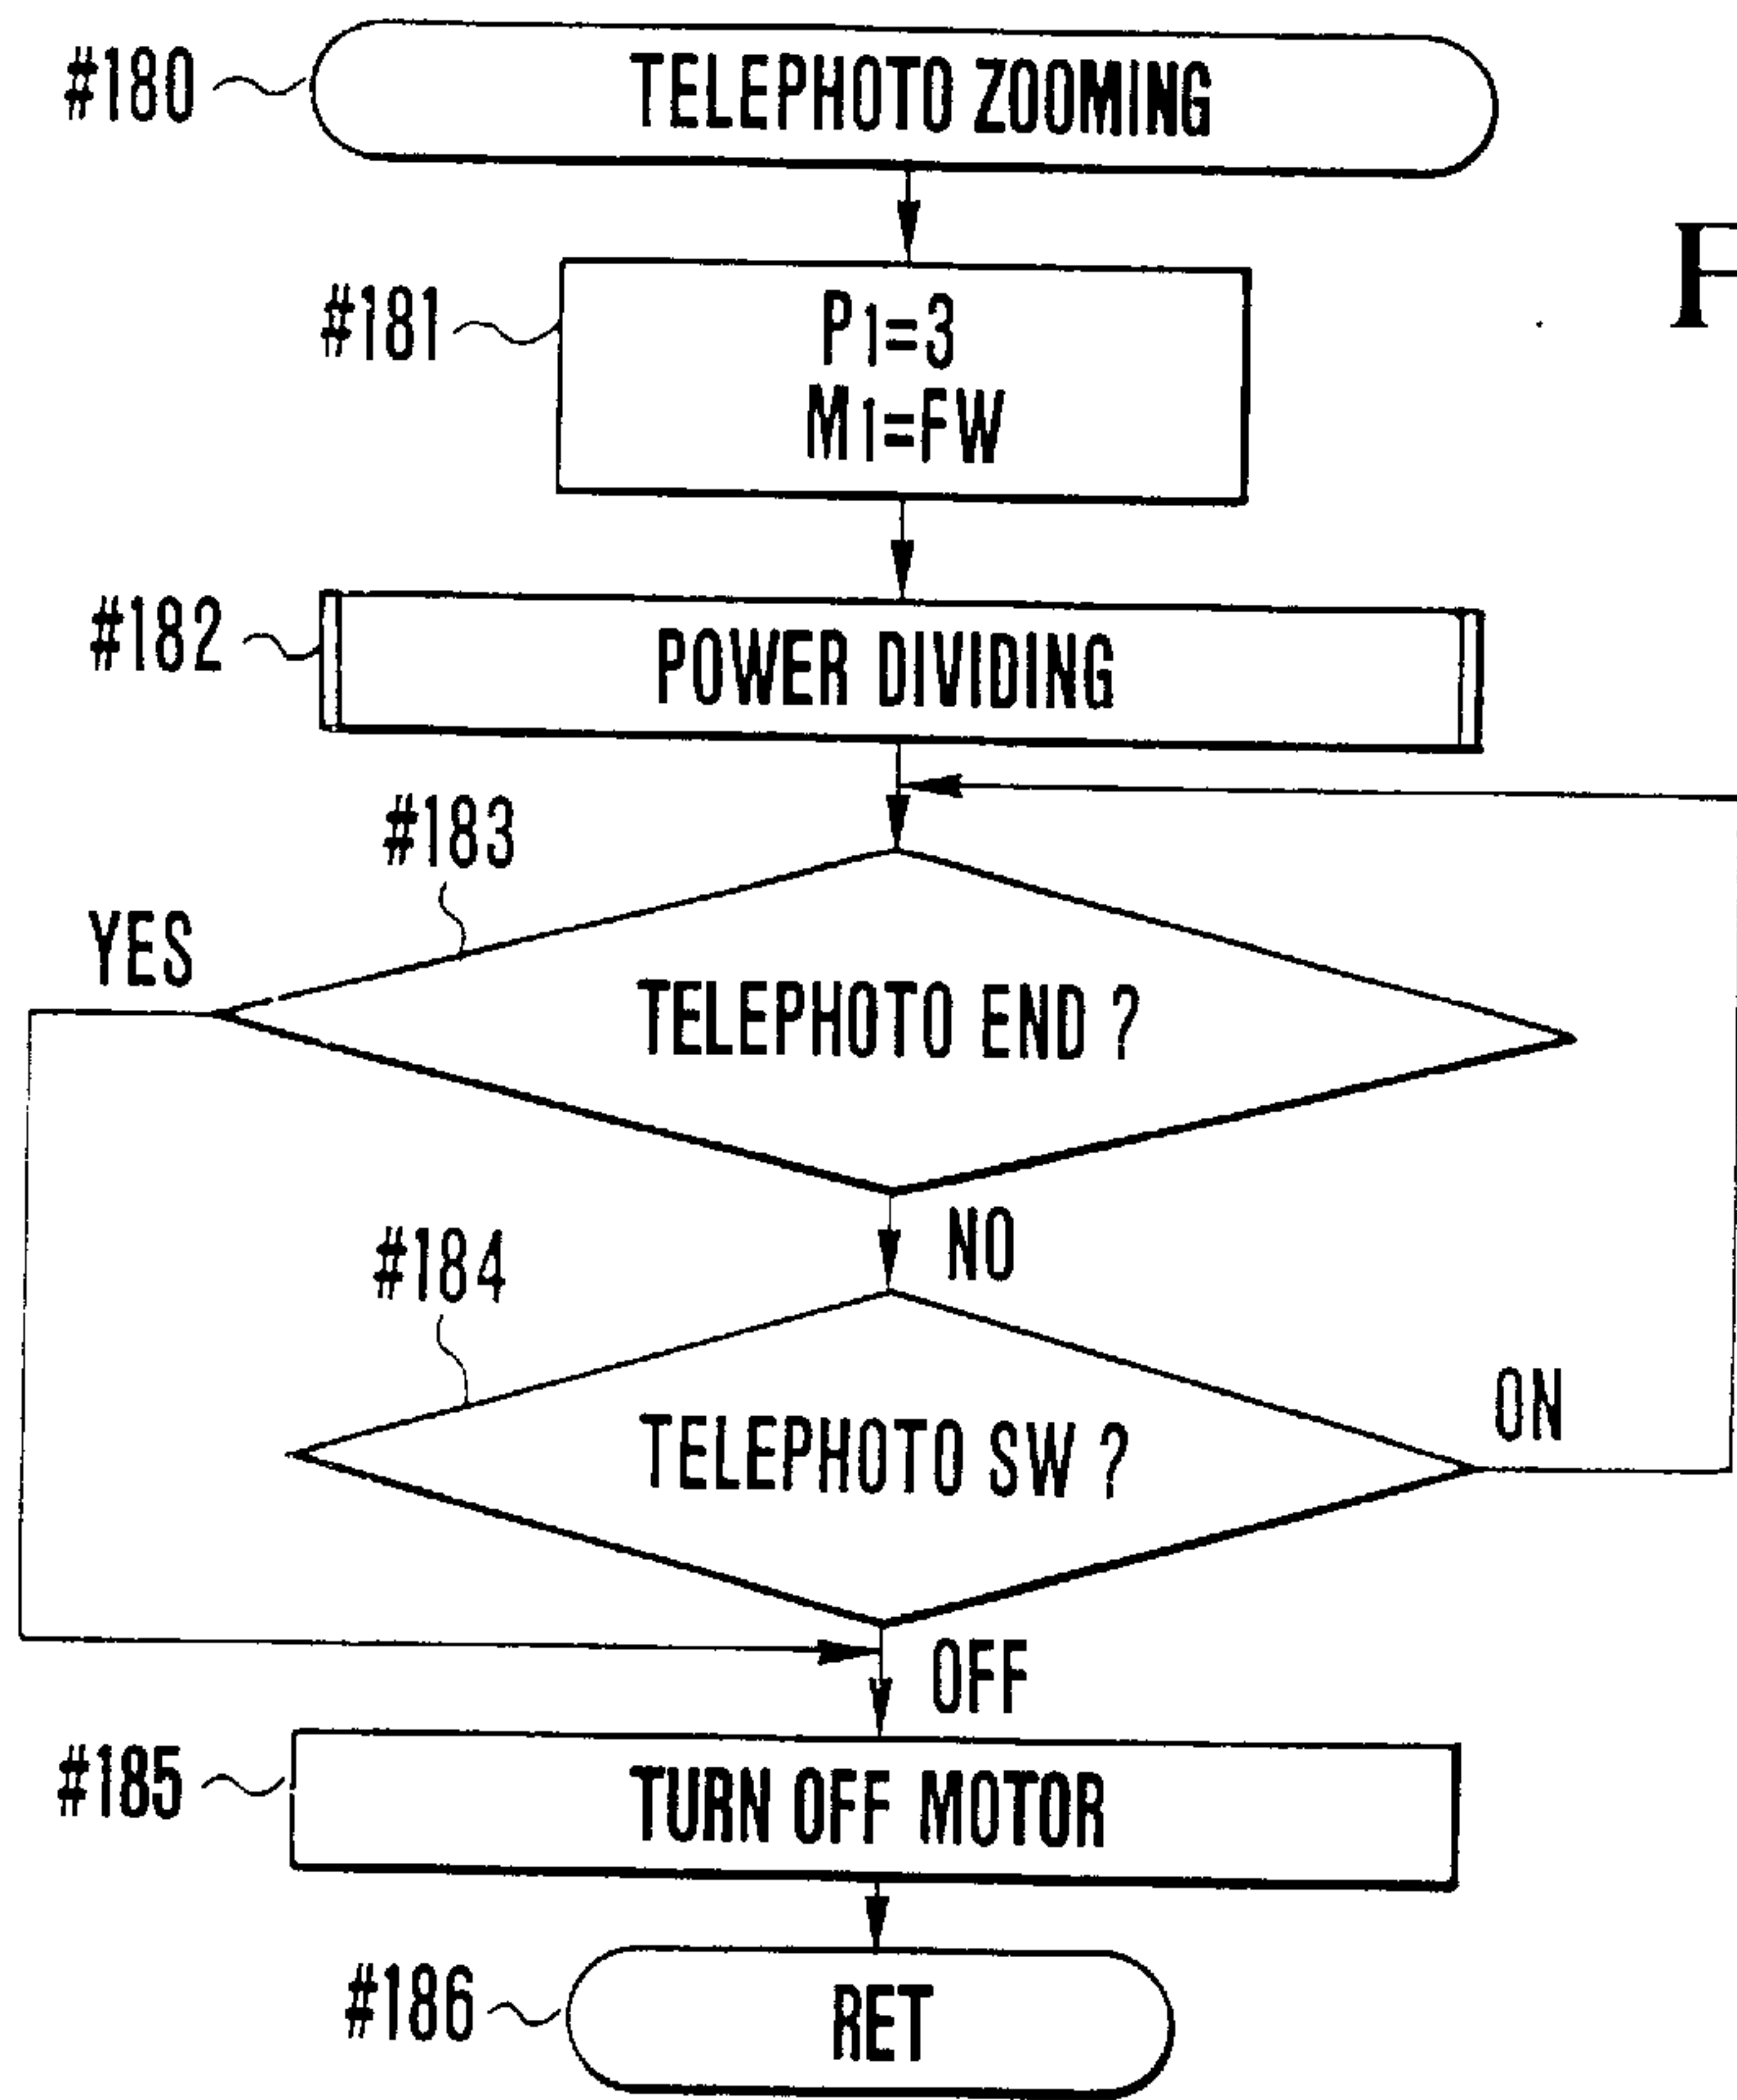 #180 TELEPHOTO ZOOMING
F
#181
P1=3
M1=FW
#182 POWER DIVIDING
#183
YES
TELEPHOTO END ?
NO
#184
TELEPHOTO SW ?
ON
OFF
#185 TURN OFF MOTOR
#186 RET